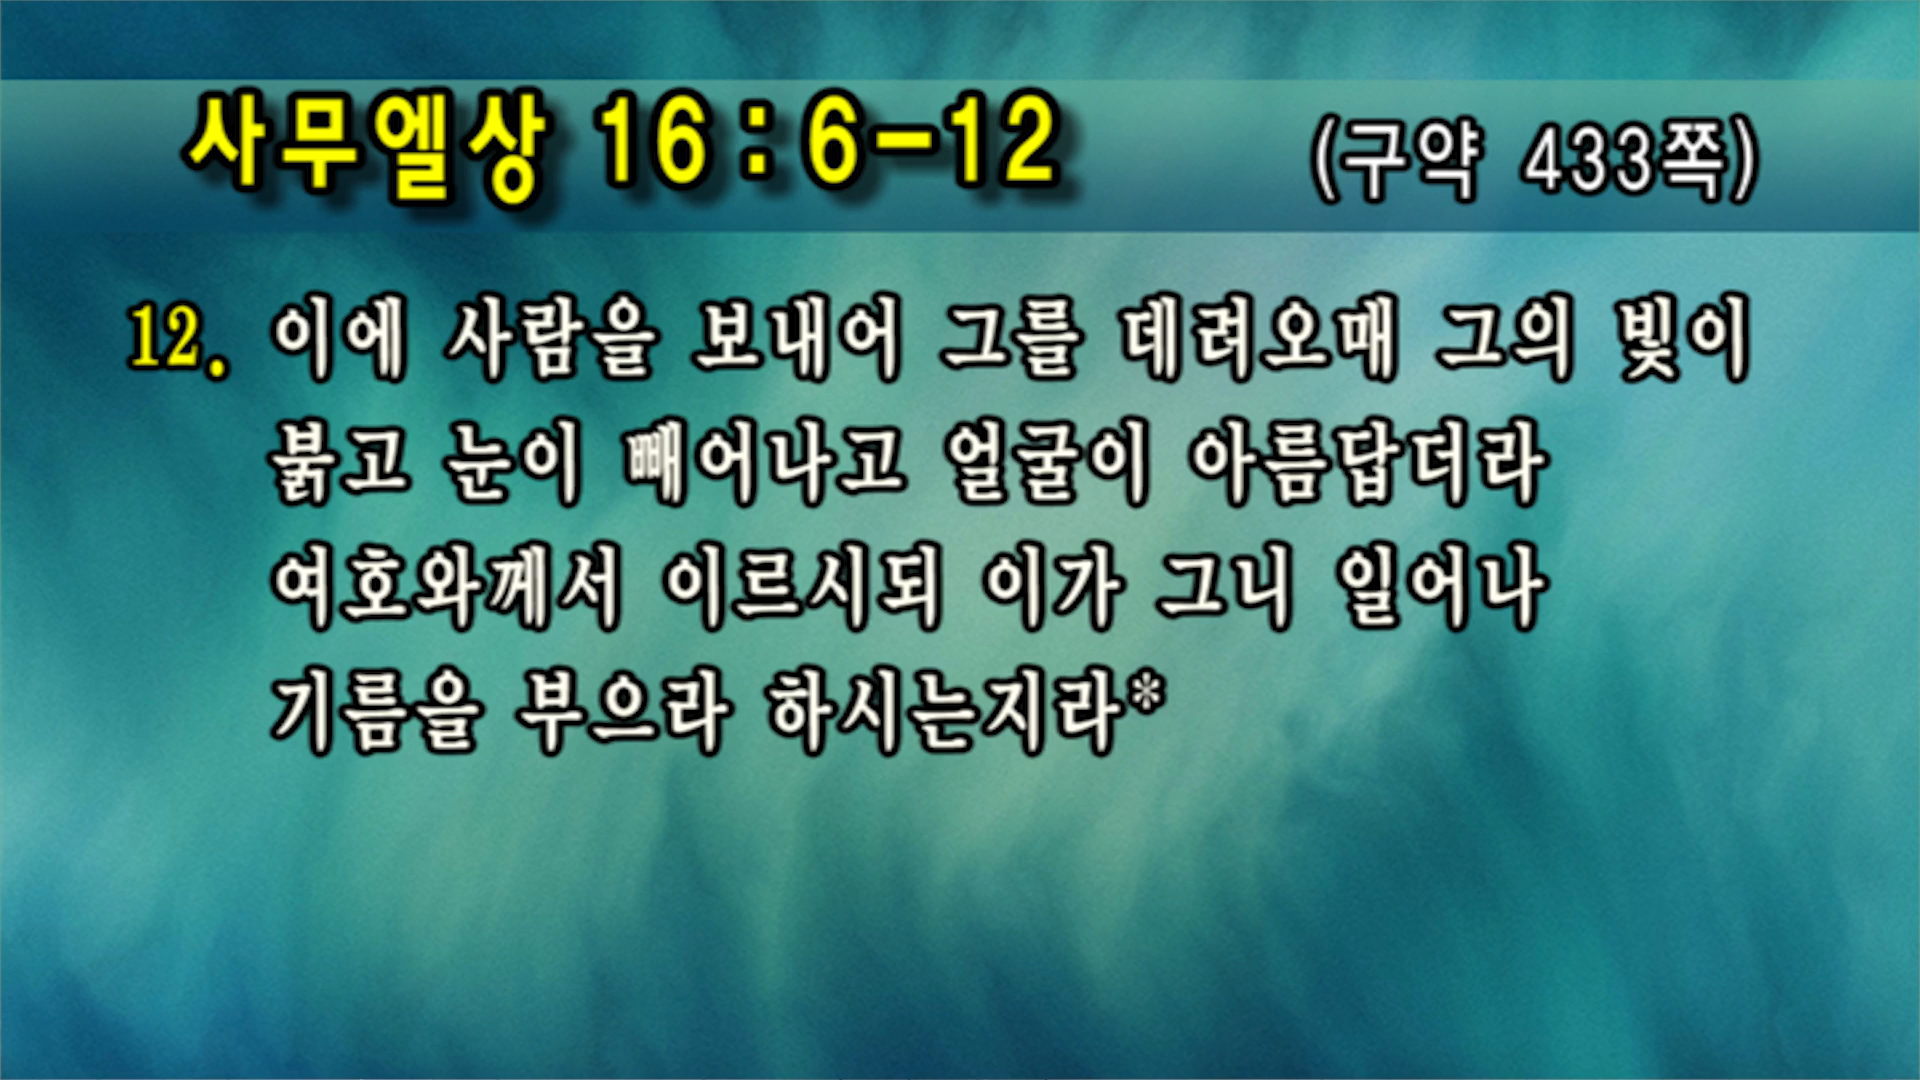 사무엘상 16:6-12 (구약 433쪽)
12. 이에 사람을 보내어 그를 데려오매 그의 빛이
붉고 눈이 빼어나고 얼굴이 아름답더라
여호와께서 이르시되 이가 그니 일어나
기름을 부으라 하시는지라*